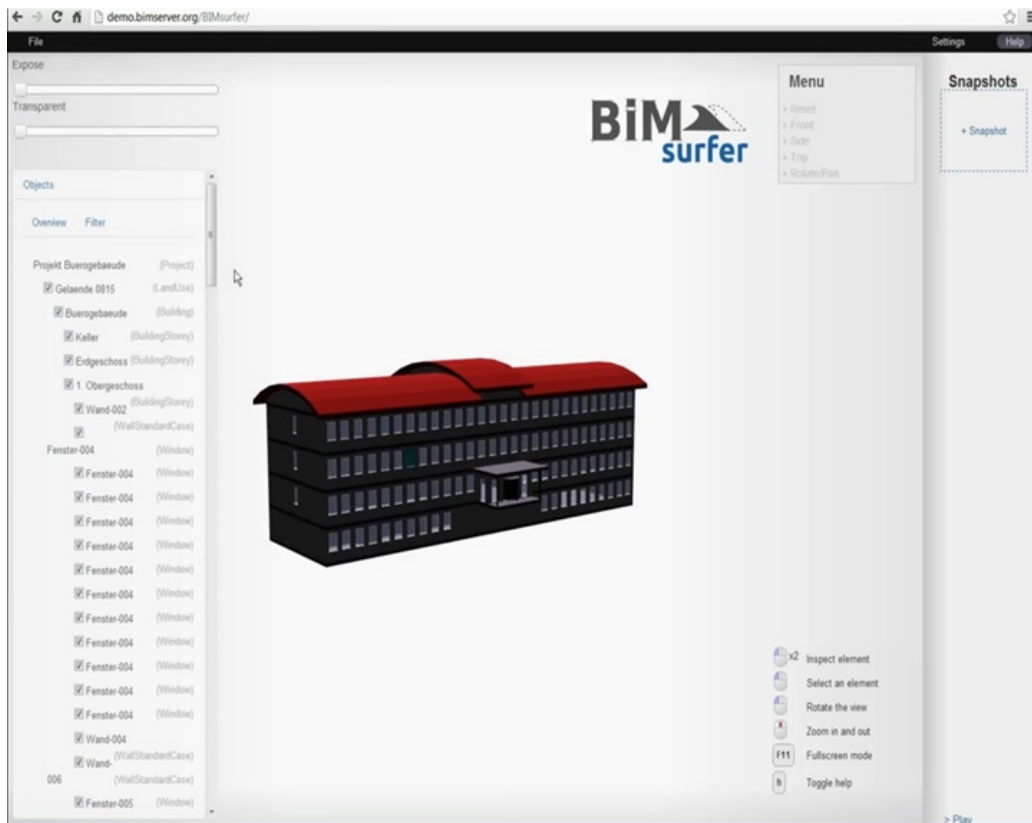 demo.bimserver.org/BIMsurfer/
File
Settings
Help
Expose
Transparent
BiM
surfer
Menu
+ Reset
+ Front
+ Side
+ Top
+ Rotate/Pan
Snapshots
+ Snapshot
Objects
Overview Filter
Projekt Buerogebaeude (Project)
Gelaende 0815 (LandUse)
Buerogebaeude (Building)
Keller (BuildingStorey)
Erdgeschoss (BuildingStorey)
1. Obergeschoss
(BuildingStorey)
Wand-002
(WallStandardCase)
Fenster-004 (Window)
Fenster-004 (Window)
Fenster-004 (Window)
Fenster-004 (Window)
Fenster-004 (Window)
Fenster-004 (Window)
Fenster-004 (Window)
Fenster-004 (Window)
Fenster-004 (Window)
Fenster-004 (Window)
Fenster-004 (Window)
Fenster-004 (Window)
Wand-004
(WallStandardCase)
Wand-
006 (WallStandardCase)
Fenster-005 (Window)
x2 Inspect element
Select an element
Rotate the view
Zoom in and out
F11 Fullscreen mode
h Toggle help
> Play